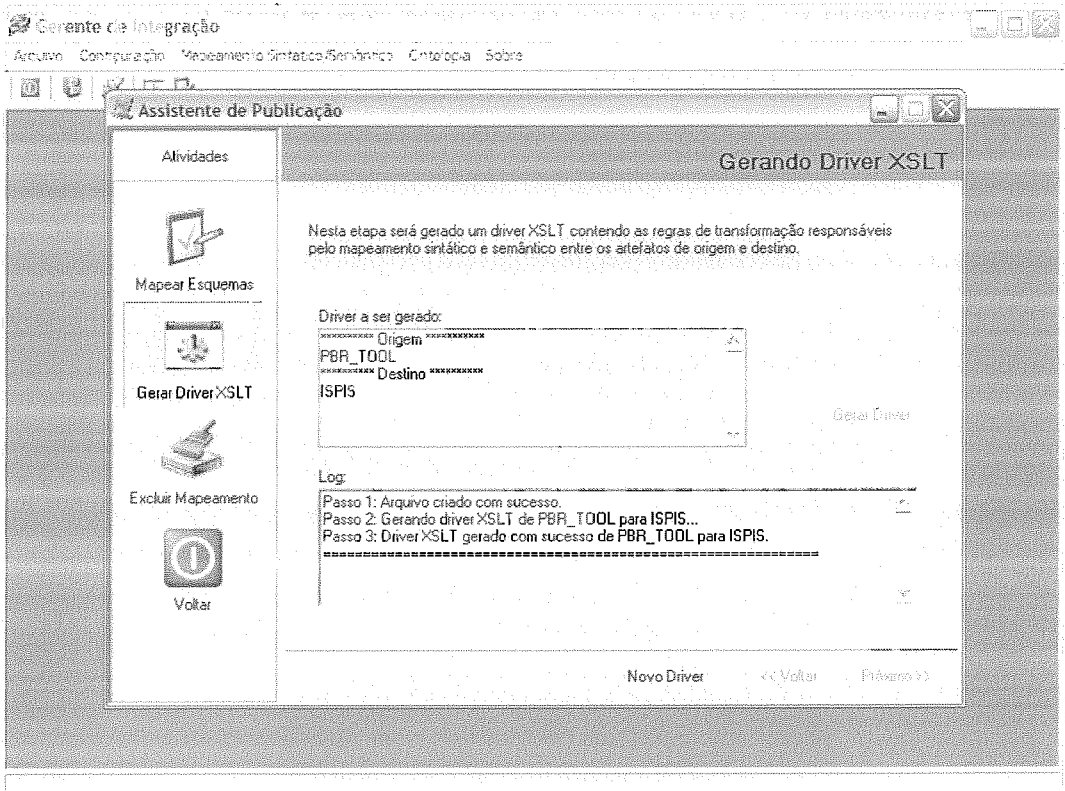 Gerente de Integração
Arquivo Configuração Mapeamento Sintático/Semântico Ontologia Sobre
Assistente de Publicação
Atividades
Gerando Driver XSLT
Nesta etapa será gerado um driver XSLT contendo as regras de transformação responsáveis
pelo mapeamento sintático e semântico entre os artefatos de origem e destino.
Mapear Esquemas
Driver a ser gerado:
********** Origem ***********
PBR_TOOL
********** Destino **********
ISPIS
Gerar Driver XSLT
Gerar Driver
Log:
Excluir Mapeamento
Passo 1: Arquivo criado com sucesso.
Passo 2: Gerando driver XSLT de PBR_TOOL para ISPIS...
Passo 3: Driver XSLT gerado com sucesso de PBR_TOOL para ISPIS.
Voltar
Novo Driver
<< Voltar
Próximo >>